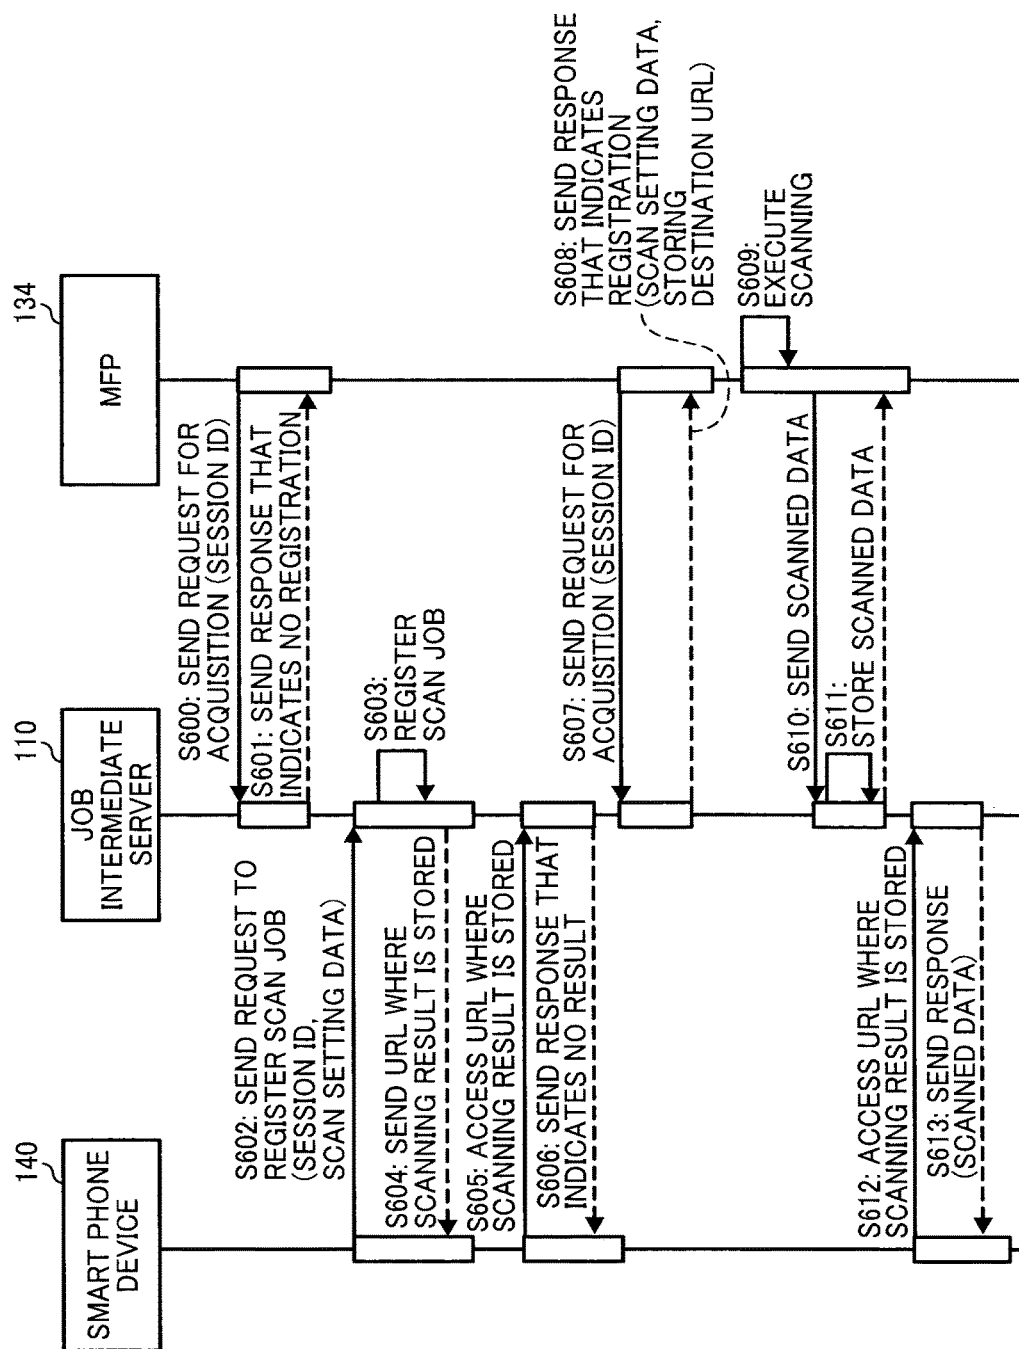 140
SMART PHONE
DEVICE
110
JOB
INTERMEDIATE
SERVER
134
MFP
S600: SEND REQUEST FOR
ACQUISITION (SESSION ID)
S601: SEND RESPONSE THAT
INDICATES NO REGISTRATION
S602: SEND REQUEST TO
REGISTER SCAN JOB
(SESSION ID,
SCAN SETTING DATA)
S603:
REGISTER
SCAN JOB
S604: SEND URL WHERE
SCANNING RESULT IS STORED
S605: ACCESS URL WHERE
SCANNING RESULT IS STORED
S606: SEND RESPONSE THAT
INDICATES NO RESULT
S607: SEND REQUEST FOR
ACQUISITION (SESSION ID)
S608: SEND RESPONSE
THAT INDICATES
REGISTRATION
(SCAN SETTING DATA,
STORING
DESTINATION URL)
S609:
EXECUTE
SCANNING
S610: SEND SCANNED DATA
S611:
STORE SCANNED DATA
S612: ACCESS URL WHERE
SCANNING RESULT IS STORED
S613: SEND RESPONSE
(SCANNED DATA)